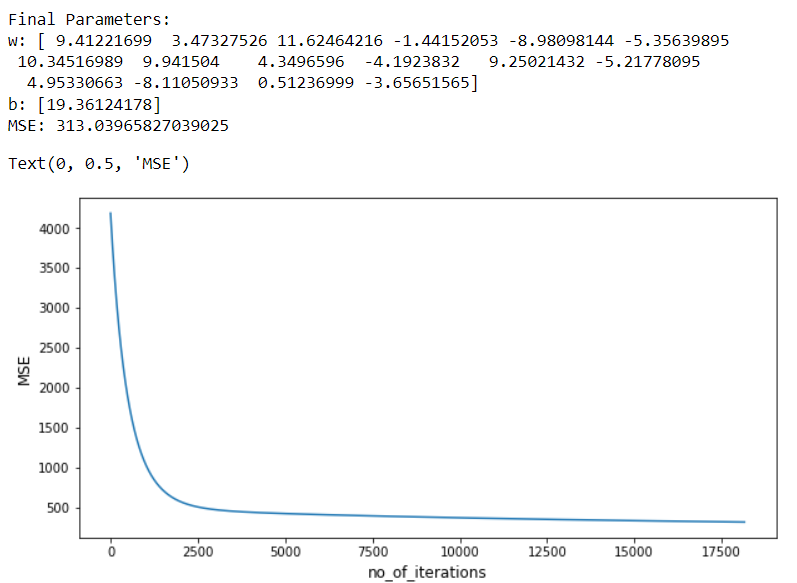 Final Parameters:
w: [ 9.41221699 3.47327526 11.62464216 -1.44152053 -8.98098144 -5.35639895
10.34516989 9.941504 4.3496596 -4.1923832 9.25021432 -5.21778095
4.95330663 -8.11050933 0.51236999 -3.65651565]
b: [19.36124178]
MSE: 313.03965827039025
Text(0, 0.5, 'MSE')
4000
3500
3000
2500
2000
1500
1000
500
MSE
0 2500 5000 7500 10000 12500 15000 17500
no_of_iterations